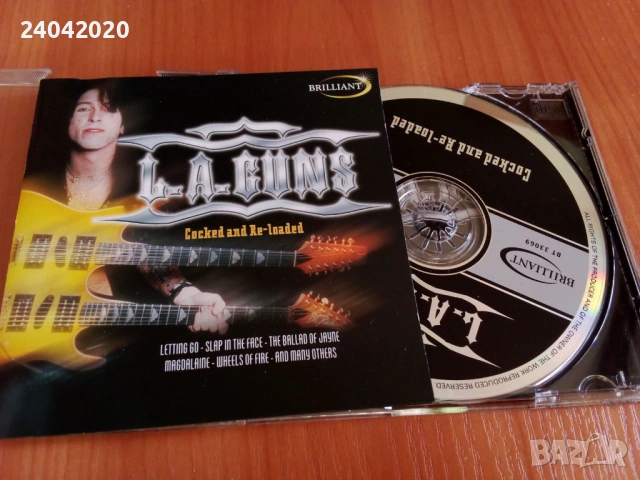 24042020
BRILLIANT
L.A.GUNS
Cocked and Re-loaded
LETTING GO - SLAP IN THE FACE - THE BALLAD OF JAYNE
MAGDALAINE - WHEELS OF FIRE - AND MANY OTHERS
Cocked and Re-loaded
L.A.
BRILLIANT
BT 33069
ALL RIGHTS OF THE PRODUCER AND OF THE OWNER OF THE WORK REPRODUCED RESERVED
BAZAR